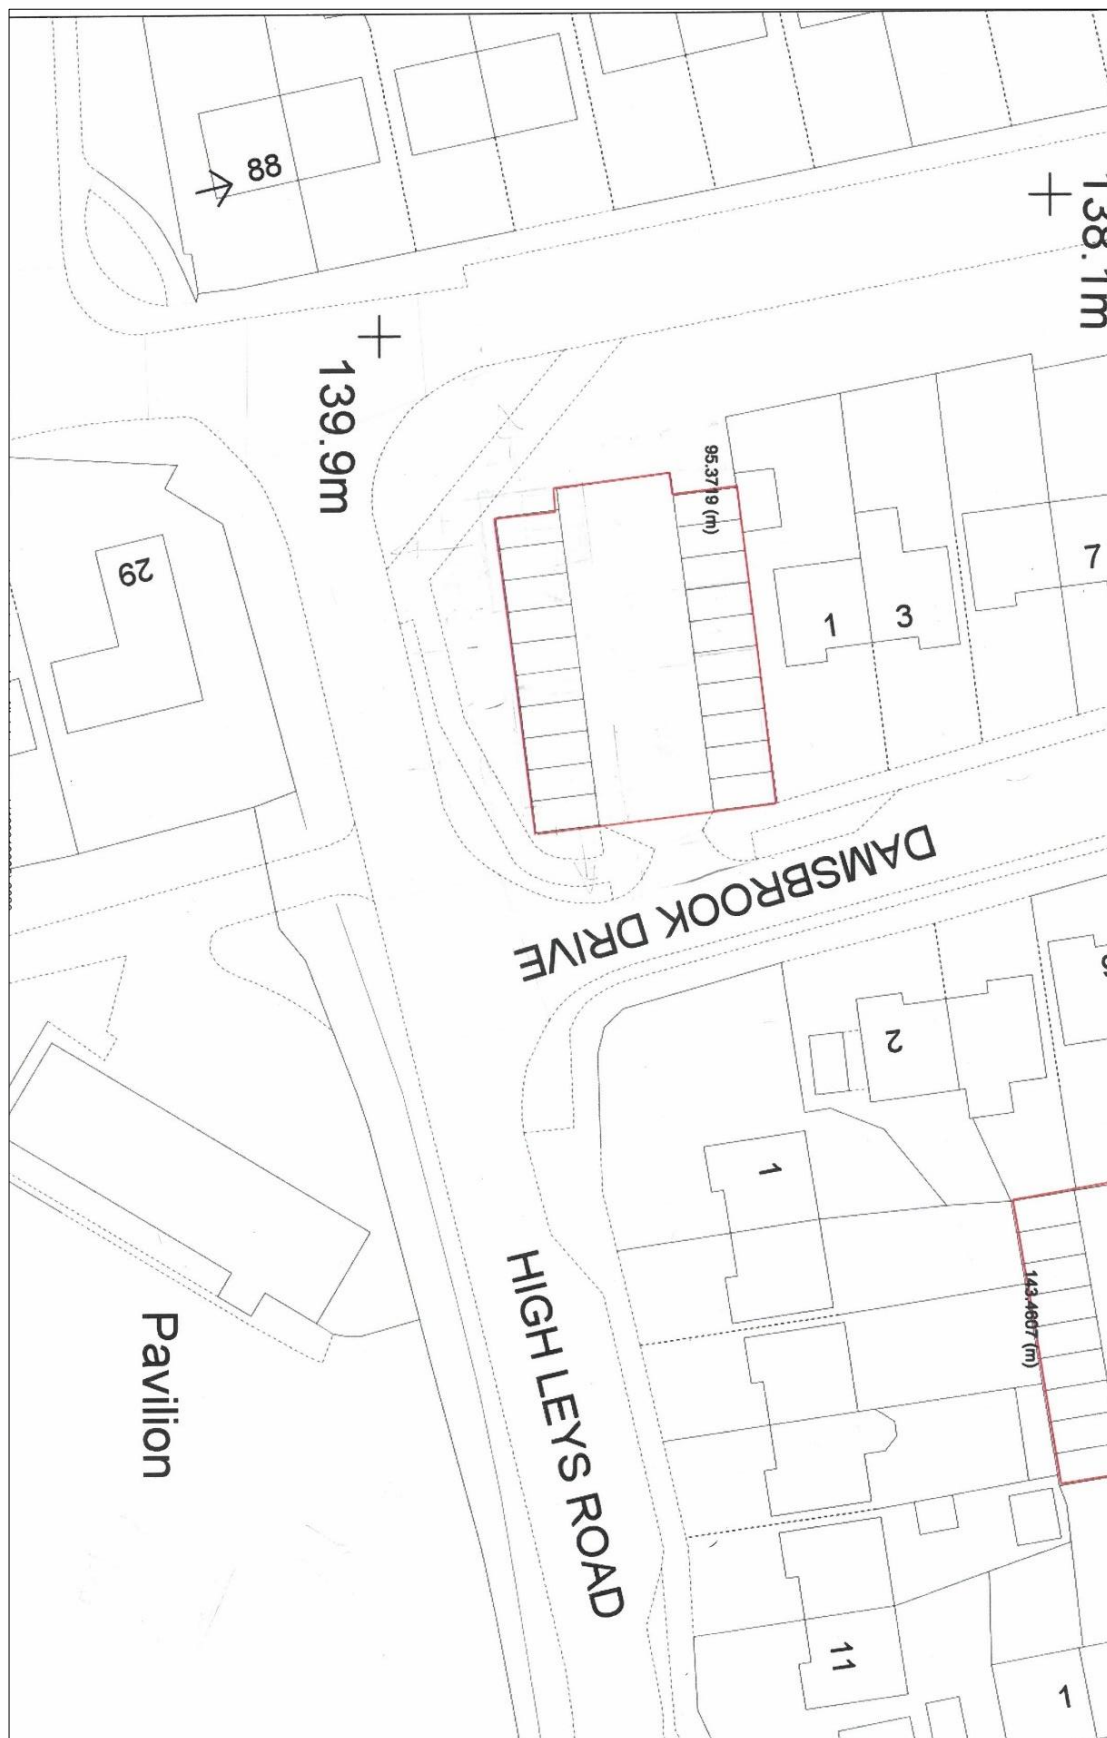 88
138.1m
139.9m
95.3719 (m)
29
1
3
7
DAMSBROOK DRIVE
2
1
HIGH LEYS ROAD
143.4607 (m)
Pavilion
11
1